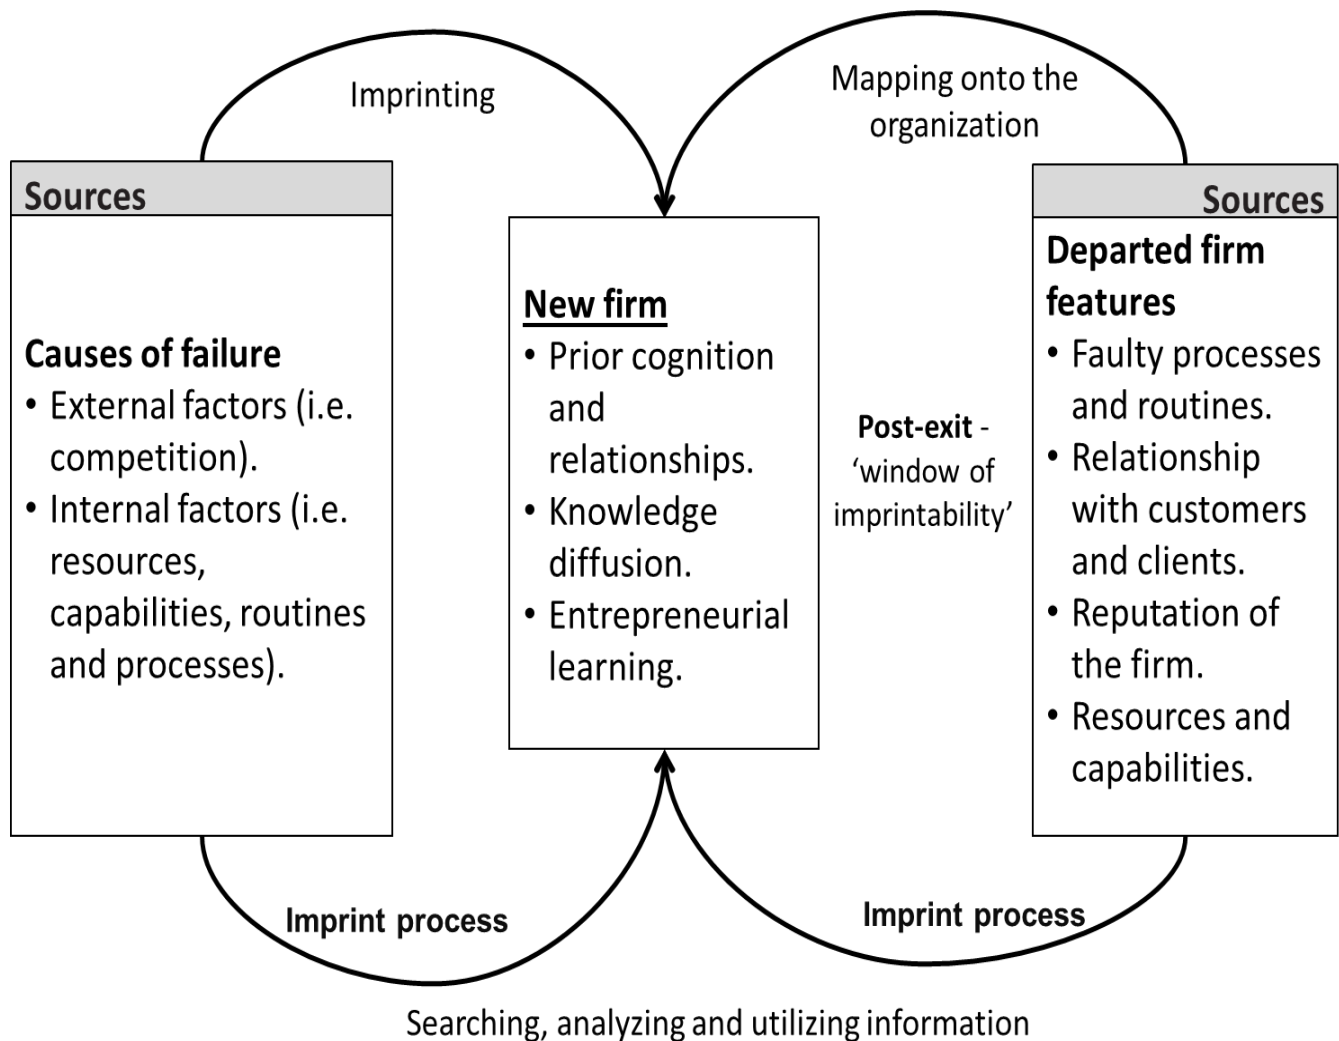 Imprinting
Mapping onto the
organization
Sources
Causes of failure
• External factors (i.e.
competition).
• Internal factors (i.e.
resources,
capabilities, routines
and processes).
New firm
• Prior cognition
and
relationships.
• Knowledge
diffusion.
• Entrepreneurial
learning.
Post-exit -
‘window of
imprintability’
Sources
Departed firm
features
• Faulty processes
and routines.
• Relationship
with customers
and clients.
• Reputation of
the firm.
• Resources and
capabilities.
Imprint process
Imprint process
Searching, analyzing and utilizing information